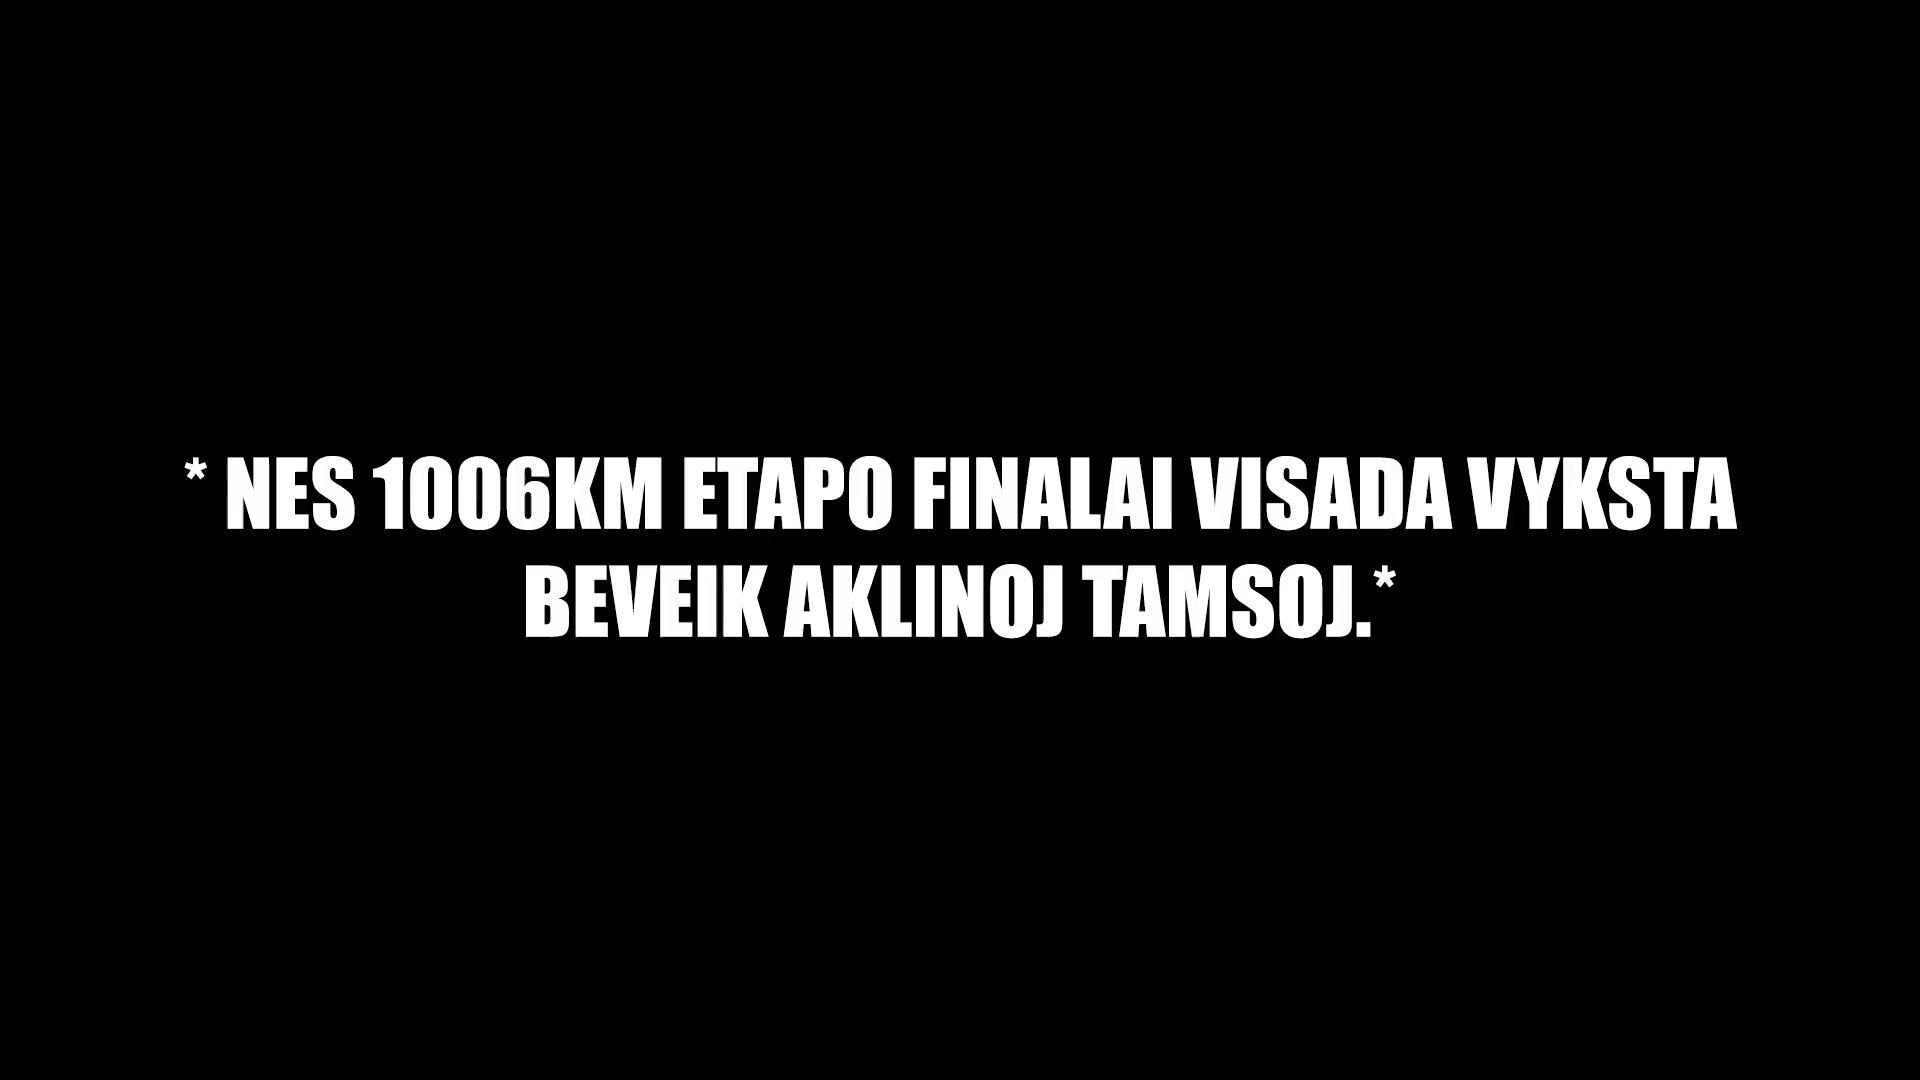 * NES 1006KM ETAPO FINALAI VISADA VYKSTA
BEVEIK AKLINOJ TAMSOJ.*